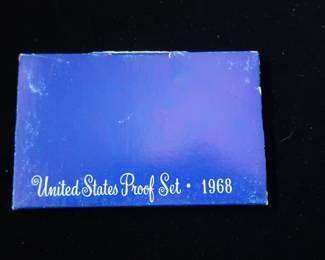 United States Proof Set • 1968